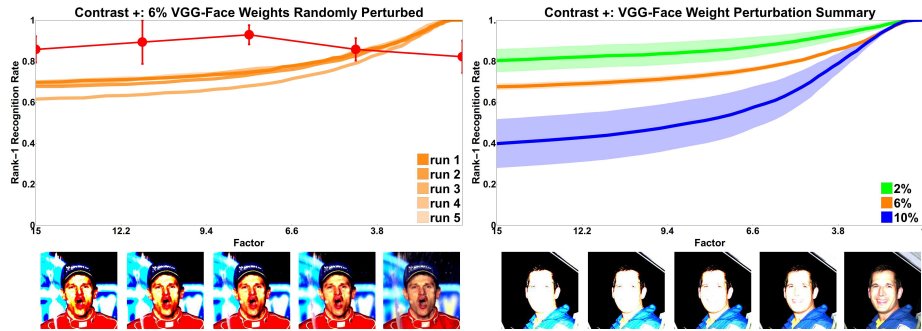 Contrast +: 6% VGG-Face Weights Randomly Perturbed
1
0.8
0.6
0.4
0.2
0
Rank-1 Recognition Rate
run 1
run 2
run 3
run 4
run 5
15 12.2 9.4 6.6 3.8
Factor
Contrast +: VGG-Face Weight Perturbation Summary
1
0.8
0.6
0.4
0.2
0
Rank-1 Recognition Rate
2%
6%
10%
15 12.2 9.4 6.6 3.8
Factor